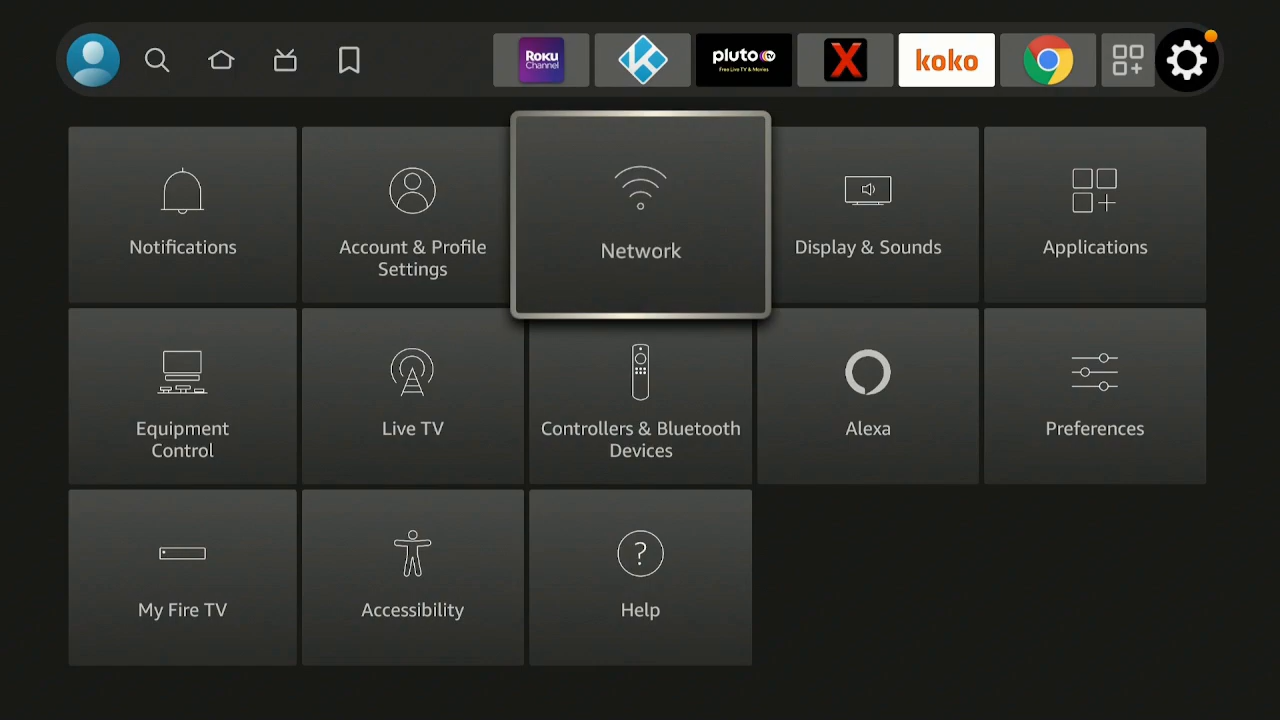 Roku
Channel
pluto tv
Free Live TV & Movies
X
koko
Notifications
Account & Profile
Settings
Network
Display & Sounds
Applications
Equipment
Control
Live TV
Controllers & Bluetooth
Devices
Alexa
Preferences
My Fire TV
Accessibility
?
Help